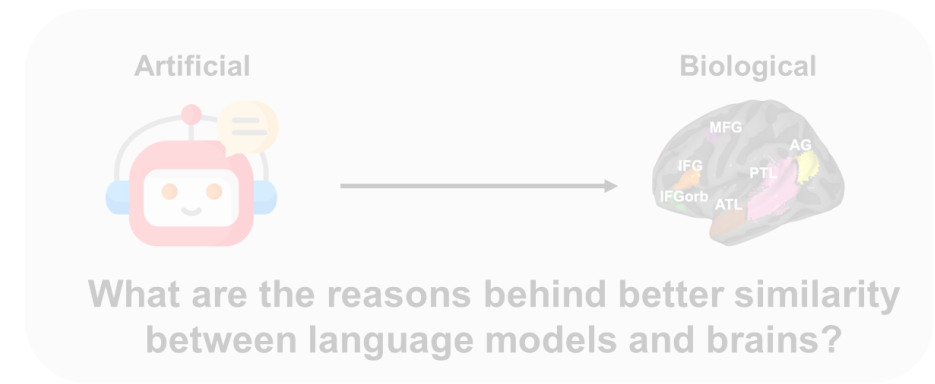 Artificial
Biological
MFG
AG
IFG
PTL
IFGorb
ATL
What are the reasons behind better similarity
between language models and brains?